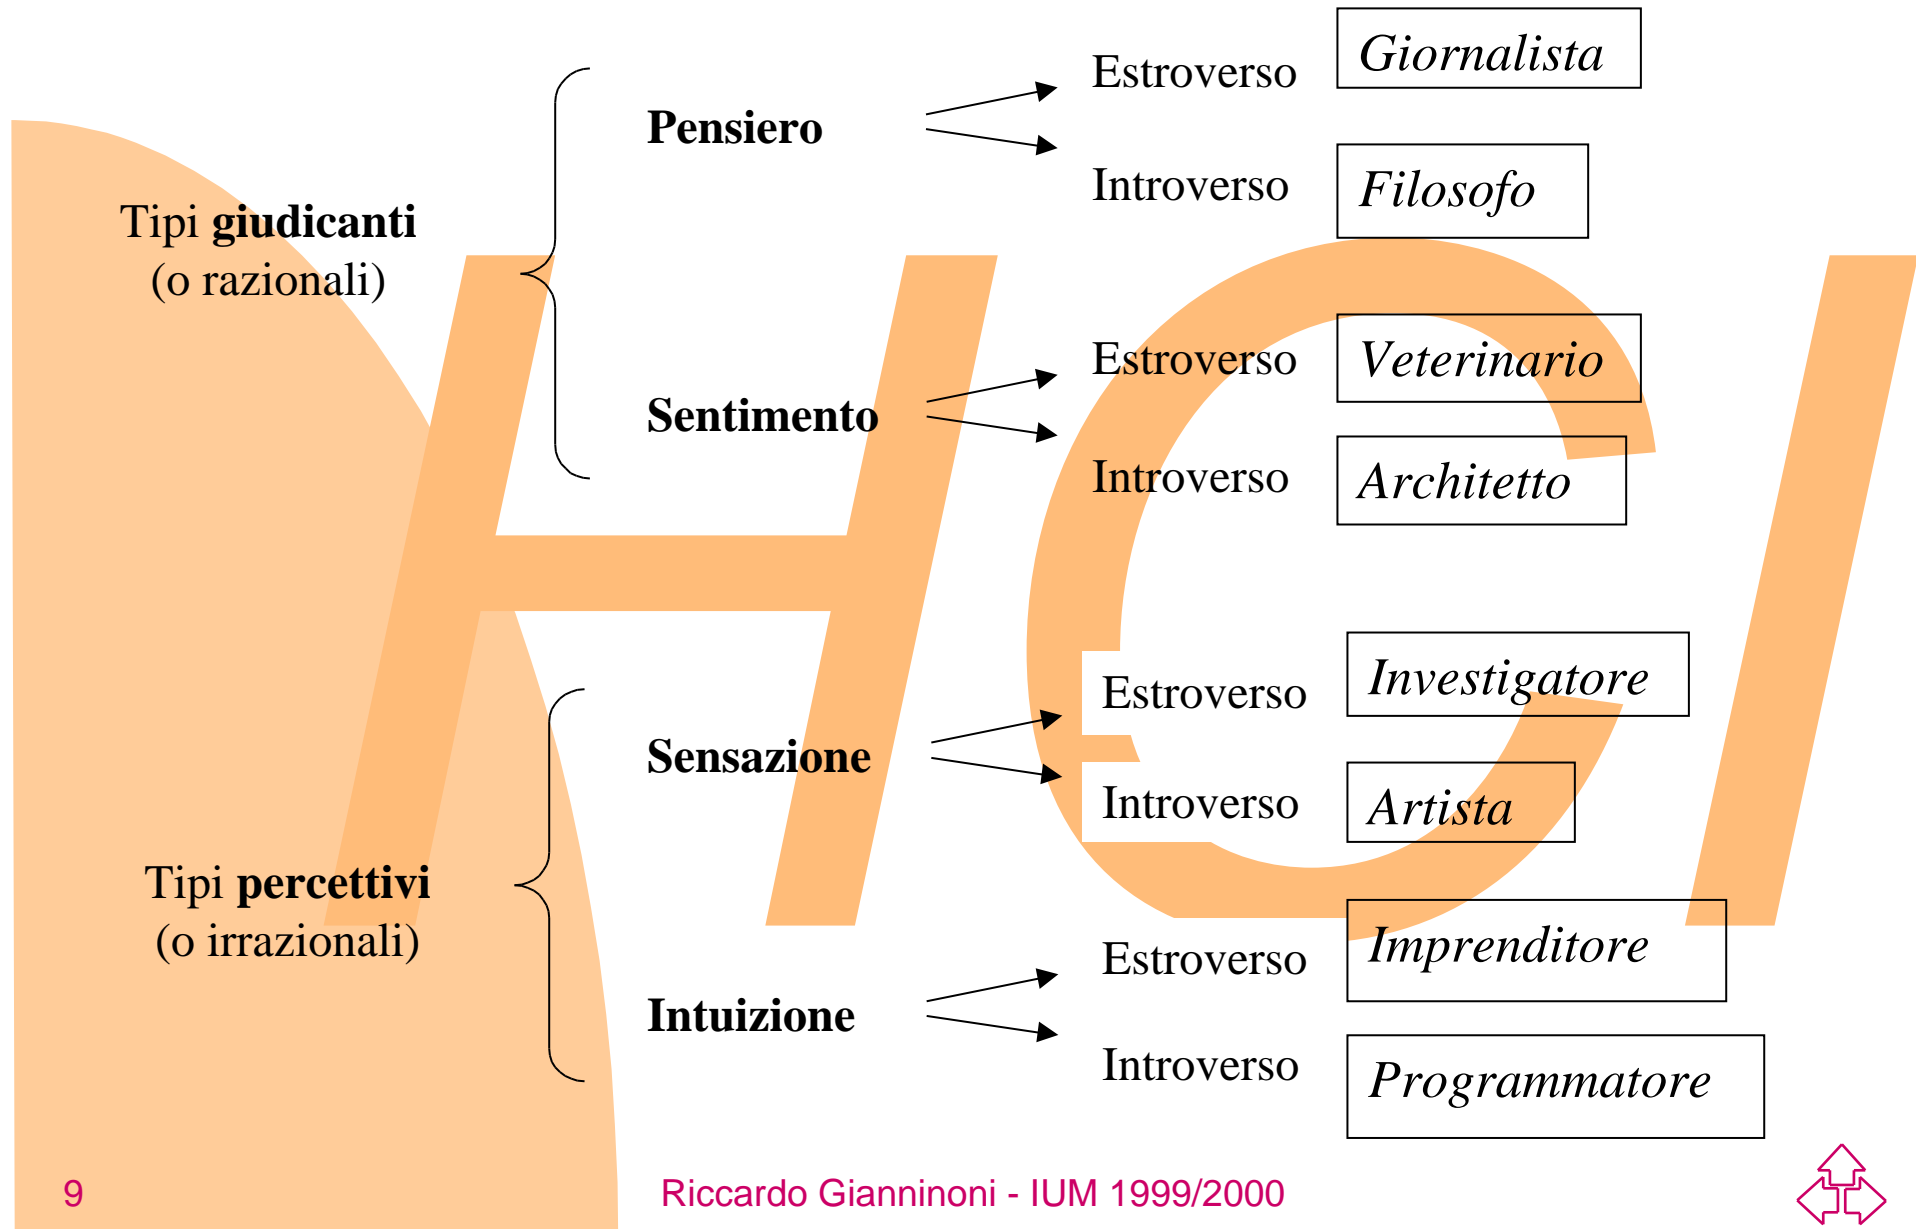 Tipi giudicanti
(o razionali)
Pensiero
Estroverso
Giornalista
Introverso
Filosofo
Sentimento
Estroverso
Veterinario
Introverso
Architetto
Tipi percettivi
(o irrazionali)
Sensazione
Estroverso
Investigatore
Introverso
Artista
Intuizione
Estroverso
Imprenditore
Introverso
Programmatore
HCI
9
Riccardo Gianninoni - IUM 1999/2000